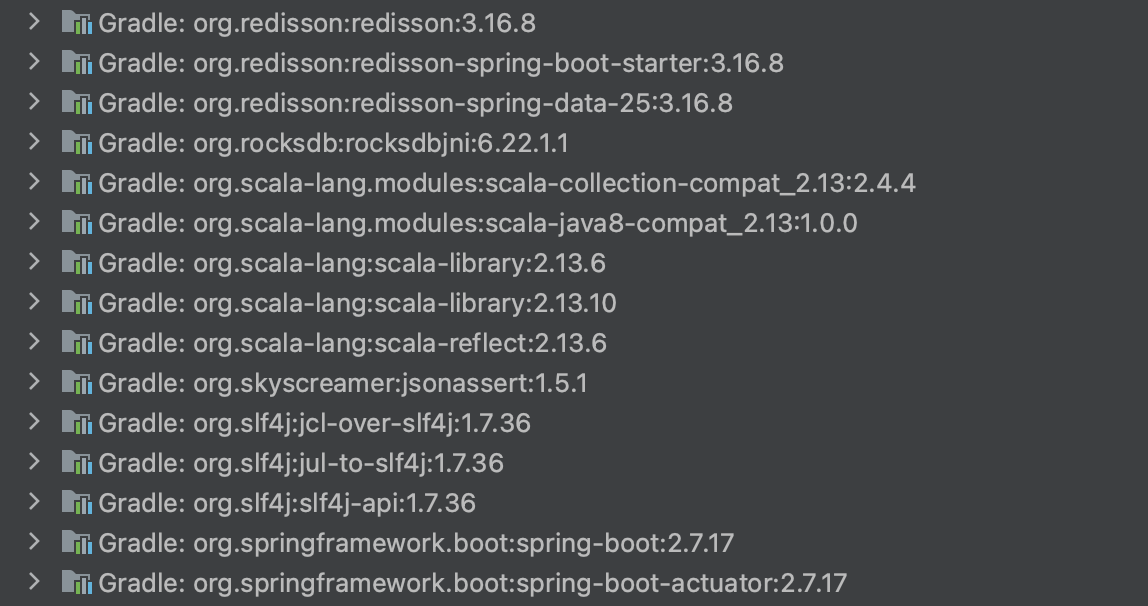 Gradle: org.redisson:redisson:3.16.8
Gradle: org.redisson:redisson-spring-boot-starter:3.16.8
Gradle: org.redisson:redisson-spring-data-25:3.16.8
Gradle: org.rocksdb:rocksdbjni:6.22.1.1
Gradle: org.scala-lang.modules:scala-collection-compat_2.13:2.4.4
Gradle: org.scala-lang.modules:scala-java8-compat_2.13:1.0.0
Gradle: org.scala-lang:scala-library:2.13.6
Gradle: org.scala-lang:scala-library:2.13.10
Gradle: org.scala-lang:scala-reflect:2.13.6
Gradle: org.skyscreamer:jsonassert:1.5.1
Gradle: org.slf4j:jcl-over-slf4j:1.7.36
Gradle: org.slf4j:jul-to-slf4j:1.7.36
Gradle: org.slf4j:slf4j-api:1.7.36
Gradle: org.springframework.boot:spring-boot:2.7.17
Gradle: org.springframework.boot:spring-boot-actuator:2.7.17